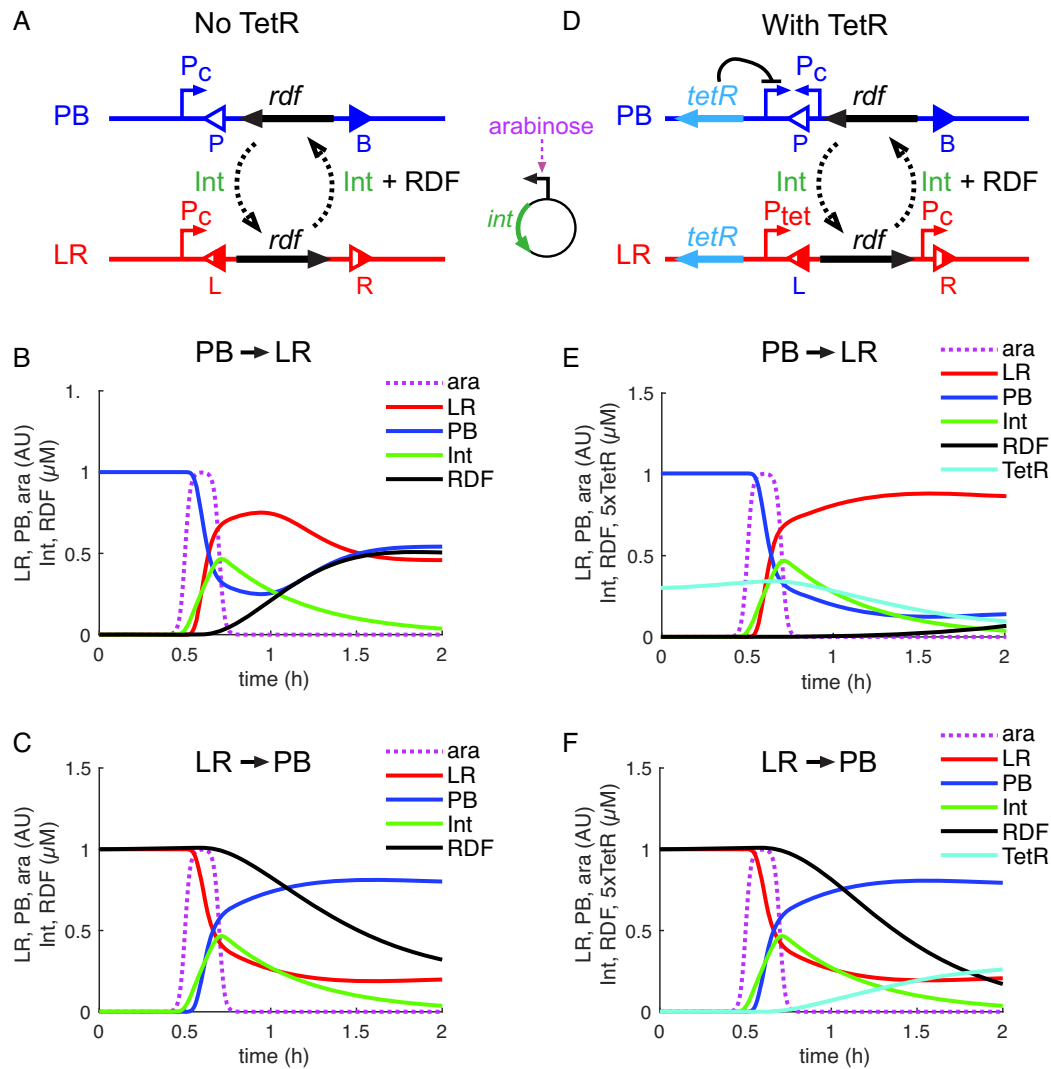 A
No TetR
Pc
rdf
PB
P
B
Int
Int + RDF
Pc
rdf
LR
L
R
arabinose
int
D
With TetR
Pc
tetR
rdf
PB
P
B
Int
Int + RDF
Ptet
Pc
tetR
rdf
LR
L
R
B
PB → LR
ara
LR
PB
Int
RDF
LR, PB, ara (AU)
Int, RDF (µM)
1.
1
0.5
0
0 0.5 1 1.5 2
time (h)
E
PB → LR
ara
LR
PB
Int
RDF
TetR
LR, PB, ara (AU)
Int, RDF, 5xTetR (µM)
1.5
1
0.5
0
0 0.5 1 1.5 2
time (h)
C
LR → PB
ara
LR
PB
Int
RDF
LR, PB, ara (AU)
Int, RDF (µM)
1.5
1
0.5
0
0 0.5 1 1.5 2
time (h)
F
LR → PB
ara
LR
PB
Int
RDF
TetR
LR, PB, ara (AU)
Int, RDF, 5xTetR (µM)
1.5
1
0.5
0
0 0.5 1 1.5 2
time (h)